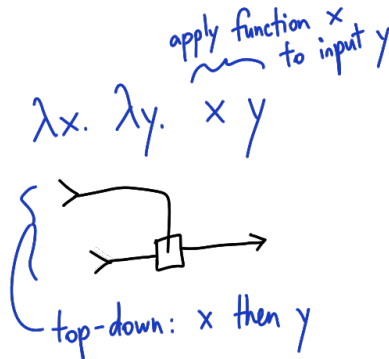 apply function x
to input y
λx. λy. x y
top-down: x then y